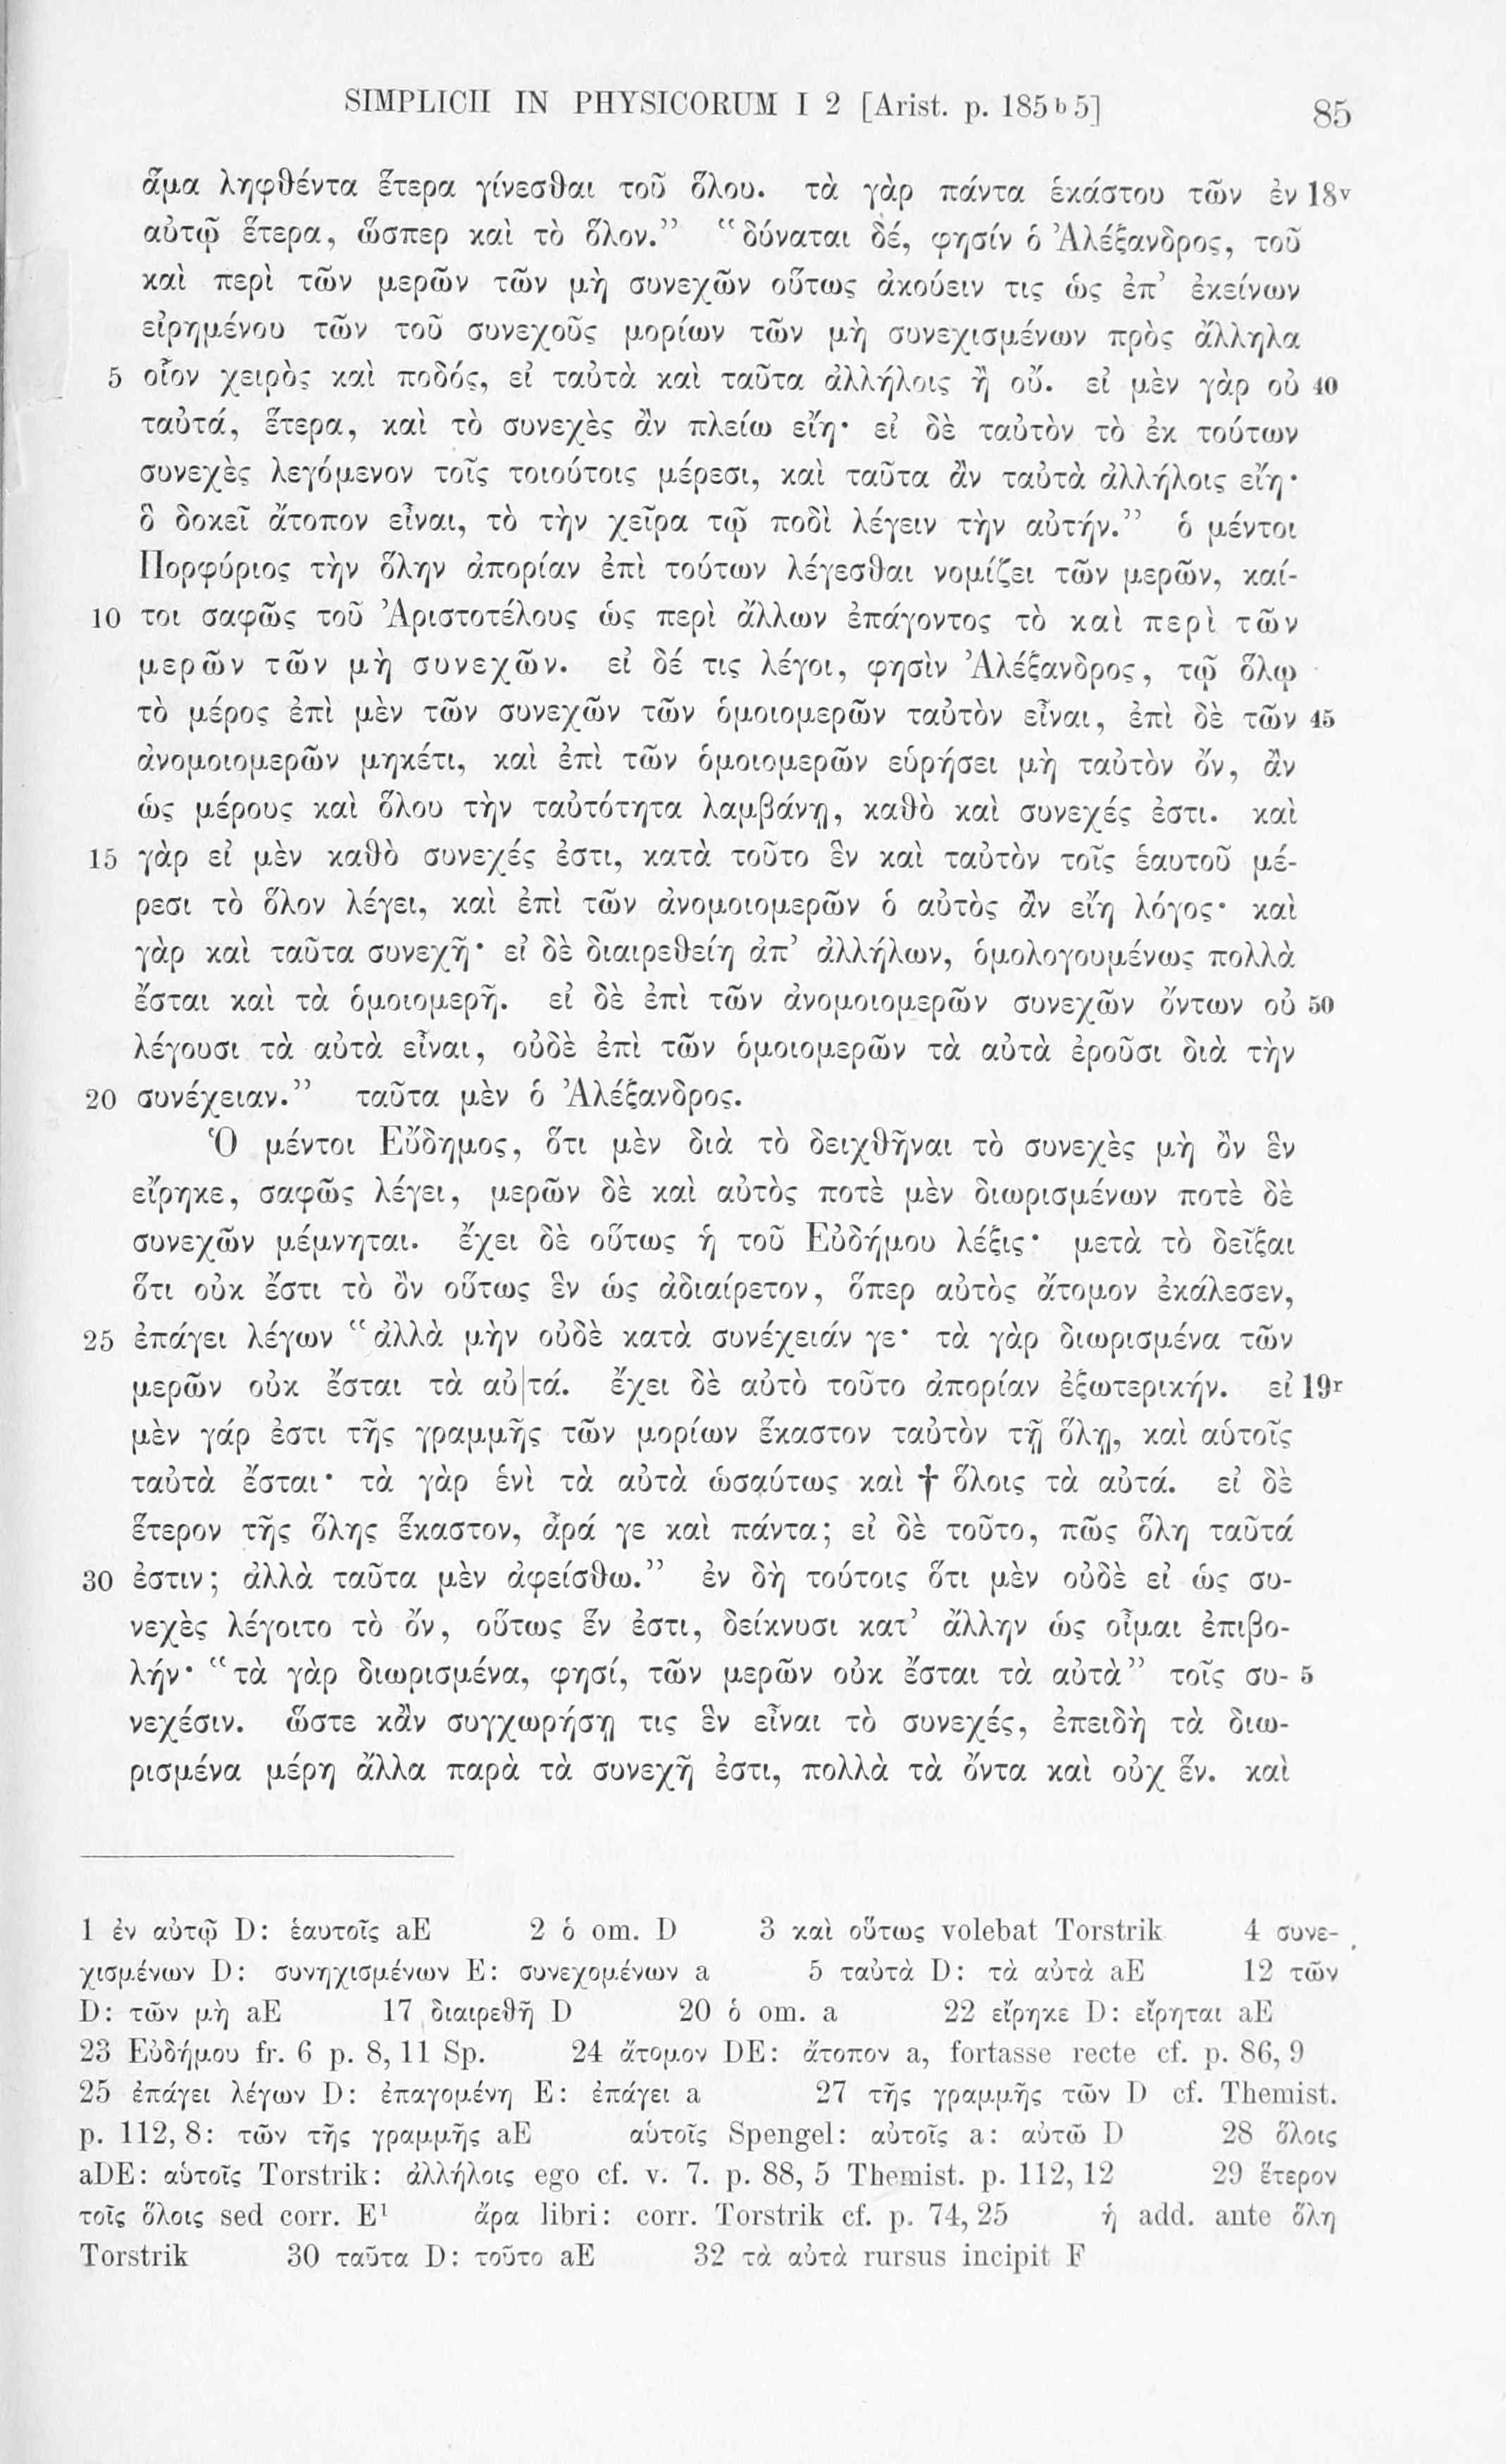 SIMPLICII IN PHYSICORUM I 2 [Arist. p. 185ᵇ5] 85
ἅμα ληφθέντα ἕτερα γίνεσθαι τοῦ ὅλου. τὰ γὰρ πάντα ἑκάστου τῶν ἐν 18ᵛ
αὐτῷ ἕτερα, ὥσπερ καὶ τὸ ὅλον.” “δύναται δέ, φησίν ὁ Ἀλέξανδρος, τοῦ
καὶ περὶ τῶν μερῶν τῶν μὴ συνεχῶν οὕτως ἀκούειν τις ὡς ἐπ’ ἐκείνων
εἰρημένου τῶν τοῦ συνεχοῦς μορίων τῶν μὴ συνεχισμένων πρὸς ἄλληλα
5 οἷον χειρὸς καὶ ποδός, εἰ ταὐτὰ καὶ ταῦτα ἀλλήλοις ἢ οὔ. εἰ μὲν γὰρ οὐ 40
ταὐτά, ἕτερα, καὶ τὸ συνεχὲς ἂν πλείω εἴη· εἰ δὲ ταὐτὸν τὸ ἐκ τούτων
συνεχὲς λεγόμενον τοῖς τοιούτοις μέρεσι, καὶ ταῦτα ἂν ταὐτὰ ἀλλήλοις εἴη·
ὃ δοκεῖ ἄτοπον εἶναι, τὸ τὴν χεῖρα τῷ ποδὶ λέγειν τὴν αὐτήν.” ὁ μέντοι
Πορφύριος τὴν ὅλην ἀπορίαν ἐπὶ τούτων λέγεσθαι νομίζει τῶν μερῶν, καί-
10 τοι σαφῶς τοῦ Ἀριστοτέλους ὡς περὶ ἄλλων ἐπάγοντος τὸ καὶ περὶ τῶν
μερῶν τῶν μὴ συνεχῶν. εἰ δέ τις λέγοι, φησὶν Ἀλέξανδρος, τῷ ὅλῳ
τὸ μέρος ἐπὶ μὲν τῶν συνεχῶν τῶν ὁμοιομερῶν ταὐτὸν εἶναι, ἐπὶ δὲ τῶν 45
ἀνομοιομερῶν μηκέτι, καὶ ἐπὶ τῶν ὁμοιομερῶν εὑρήσει μὴ ταὐτὸν ὄν, ἂν
ὡς μέρους καὶ ὅλου τὴν ταὐτότητα λαμβάνῃ, καθὸ καὶ συνεχές ἐστι. καὶ
15 γὰρ εἰ μὲν καθὸ συνεχές ἐστι, κατὰ τοῦτο ἓν καὶ ταὐτὸν τοῖς ἑαυτοῦ μέ-
ρεσι τὸ ὅλον λέγει, καὶ ἐπὶ τῶν ἀνομοιομερῶν ὁ αὐτὸς ἂν εἴη λόγος· καὶ
γὰρ καὶ ταῦτα συνεχῆ· εἰ δὲ διαιρεθείη ἀπ’ ἀλλήλων, ὁμολογουμένως πολλὰ
ἔσται καὶ τὰ ὁμοιομερῆ. εἰ δὲ ἐπὶ τῶν ἀνομοιομερῶν συνεχῶν ὄντων οὐ 50
λέγουσι τὰ αὐτὰ εἶναι, οὐδὲ ἐπὶ τῶν ὁμοιομερῶν τὰ αὐτὰ ἐροῦσι διὰ τὴν
20 συνέχειαν.” ταῦτα μὲν ὁ Ἀλέξανδρος.
Ὁ μέντοι Εὔδημος, ὅτι μὲν διὰ τὸ δειχθῆναι τὸ συνεχὲς μὴ ὂν ἓν
εἴρηκε, σαφῶς λέγει, μερῶν δὲ καὶ αὐτὸς ποτὲ μὲν διωρισμένων ποτὲ δὲ
συνεχῶν μέμνηται. ἔχει δὲ οὕτως ἡ τοῦ Εὐδήμου λέξις· μετὰ τὸ δεῖξαι
ὅτι οὐκ ἔστι τὸ ὂν οὕτως ἓν ὡς ἀδιαίρετον, ὅπερ αὐτὸς ἄτομον ἐκάλεσεν,
25 ἐπάγει λέγων “ἀλλὰ μὴν οὐδὲ κατὰ συνέχειάν γε· τὰ γὰρ διωρισμένα τῶν
μερῶν οὐκ ἔσται τὰ αὐ|τά. ἔχει δὲ αὐτὸ τοῦτο ἀπορίαν ἐξωτερικήν. εἰ 19ʳ
μὲν γάρ ἐστι τῆς γραμμῆς τῶν μορίων ἕκαστον ταὐτὸν τῇ ὅλῃ, καὶ αὑτοῖς
ταὐτὰ ἔσται· τὰ γὰρ ἑνὶ τὰ αὐτὰ ὡσαύτως καὶ † ὅλοις τὰ αὐτά. εἰ δὲ
ἕτερον τῆς ὅλης ἕκαστον, ἆρά γε καὶ πάντα; εἰ δὲ τοῦτο, πῶς ὅλη ταῦτά
30 ἐστιν; ἀλλὰ ταῦτα μὲν ἀφείσθω.” ἐν δὴ τούτοις ὅτι μὲν οὐδὲ εἰ ὡς συ-
νεχὲς λέγοιτο τὸ ὄν, οὕτως ἕν ἐστι, δείκνυσι κατ’ ἄλλην ὡς οἶμαι ἐπιβο-
λήν· “τὰ γὰρ διωρισμένα, φησί, τῶν μερῶν οὐκ ἔσται τὰ αὐτὰ” τοῖς συ- 5
νεχέσιν. ὥστε κἂν συγχωρήσῃ τις ἓν εἶναι τὸ συνεχές, ἐπειδὴ τὰ διω-
ρισμένα μέρη ἄλλα παρὰ τὰ συνεχῆ ἐστι, πολλὰ τὰ ὄντα καὶ οὐχ ἕν. καὶ
1 ἐν αὐτῷ D: ἑαυτοῖς aE 2 ὁ om. D 3 καὶ οὕτως volebat Torstrik 4 συνε-
χισμένων D: συνηχισμένων E: συνεχομένων a 5 ταὐτὰ D: τὰ αὐτὰ aE 12 τῶν
D: τῶν μὴ aE 17 διαιρεθῆ D 20 ὁ om. a 22 εἴρηκε D: εἴρηται aE
23 Εὐδήμου fr. 6 p. 8, 11 Sp. 24 ἄτομον DE: ἄτοπον a, fortasse recte cf. p. 86, 9
25 ἐπάγει λέγων D: ἐπαγομένη E: ἐπάγει a 27 τῆς γραμμῆς τῶν D cf. Themist.
p. 112, 8: τῶν τῆς γραμμῆς aE αὑτοῖς Spengel: αὐτοῖς a: αὐτῶ D 28 ὅλοις
aDE: αὑτοῖς Torstrik: ἀλλήλοις ego cf. v. 7. p. 88, 5 Themist. p. 112, 12 29 ἕτερον
τοῖς ὅλοις sed corr. E¹ ἄρα libri: corr. Torstrik cf. p. 74, 25 ἡ add. ante ὅλη
Torstrik 30 ταῦτα D: τοῦτο aE 32 τὰ αὐτὰ rursus incipit F